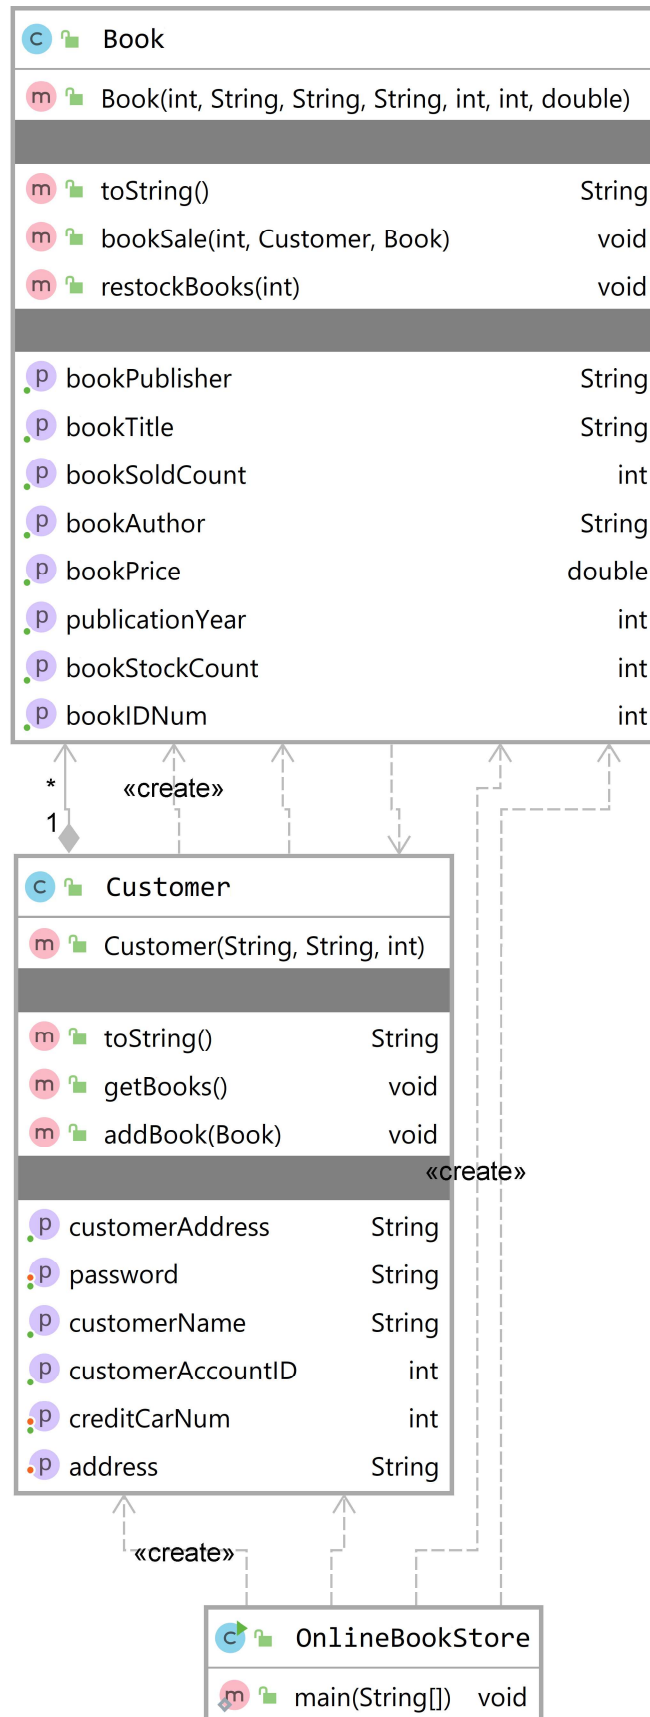 c Book
m Book(int, String, String, String, int, int, double)
m toString() String
m bookSale(int, Customer, Book) void
m restockBooks(int) void
p bookPublisher String
p bookTitle String
p bookSoldCount int
p bookAuthor String
p bookPrice double
p publicationYear int
p bookStockCount int
p bookIDNum int
* «create»
1
c Customer
m Customer(String, String, int)
m toString() String
m getBooks() void
m addBook(Book) void
«create»
p customerAddress String
p password String
p customerName String
p customerAccountID int
p creditCarNum int
p address String
«create»
c OnlineBookStore
m main(String[]) void